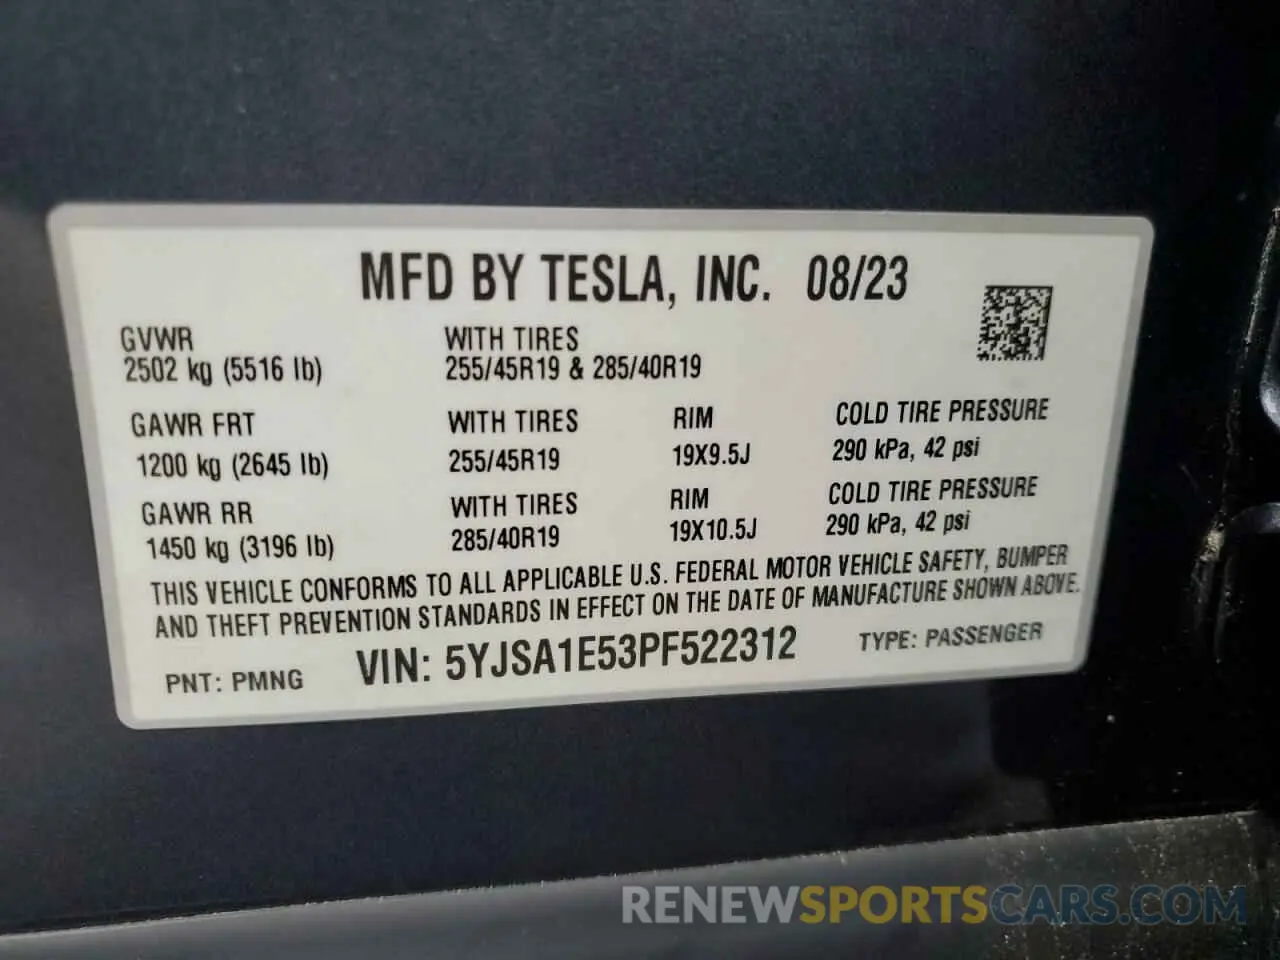 MFD BY TESLA, INC. 08/23
GVWR WITH TIRES
2502 kg (5516 lb) 255/45R19 & 285/40R19
GAWR FRT WITH TIRES RIM COLD TIRE PRESSURE
1200 kg (2645 lb) 255/45R19 19X9.5J 290 kPa, 42 psi
GAWR RR WITH TIRES RIM COLD TIRE PRESSURE
1450 kg (3196 lb) 285/40R19 19X10.5J 290 kPa, 42 psi
THIS VEHICLE CONFORMS TO ALL APPLICABLE U.S. FEDERAL MOTOR VEHICLE SAFETY, BUMPER
AND THEFT PREVENTION STANDARDS IN EFFECT ON THE DATE OF MANUFACTURE SHOWN ABOVE.
PNT: PMNG VIN: 5YJSA1E53PF522312 TYPE: PASSENGER
RENEWSPORTSCARS.COM